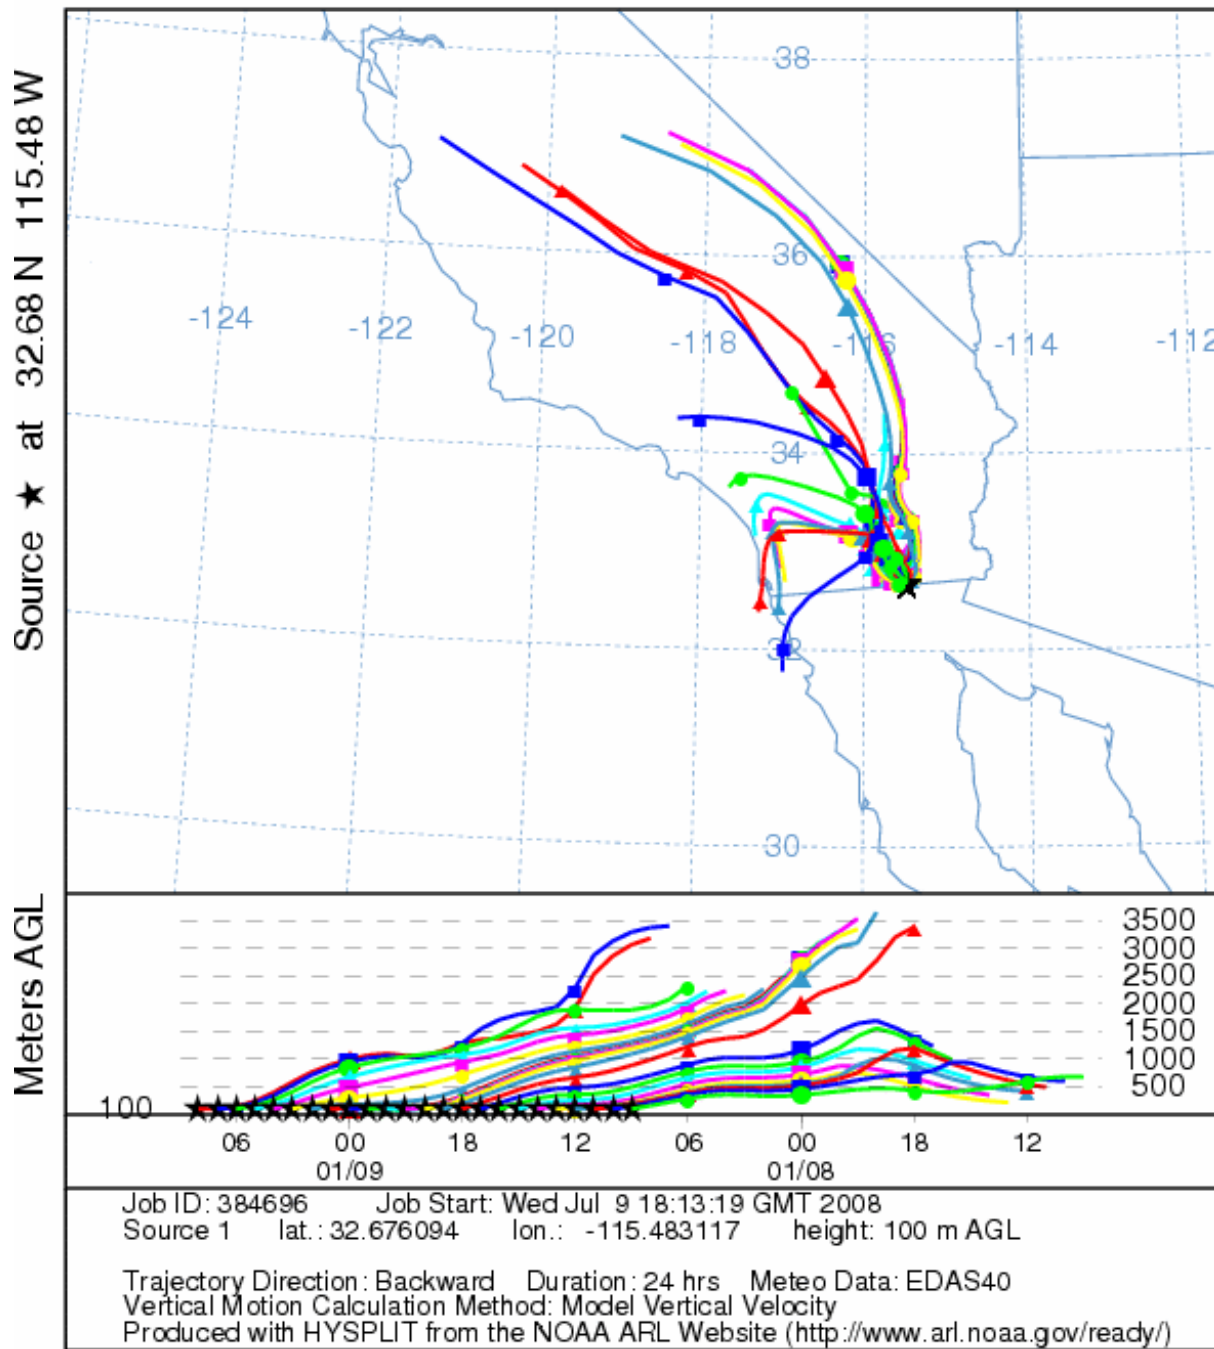 Source ★ at 32.68 N 115.48 W
38
36
-124
-122
-120
-118
-116
-114
-112
34
32
30
Meters AGL
3500
3000
2500
2000
1500
1000
500
100
06 00 18 12 06 00 18 12
01/09 01/08
Job ID: 384696 Job Start: Wed Jul 9 18:13:19 GMT 2008
Source 1 lat.: 32.676094 lon.: -115.483117 height: 100 m AGL
Trajectory Direction: Backward Duration: 24 hrs Meteo Data: EDAS40
Vertical Motion Calculation Method: Model Vertical Velocity
Produced with HYSPLIT from the NOAA ARL Website (http://www.arl.noaa.gov/ready/)